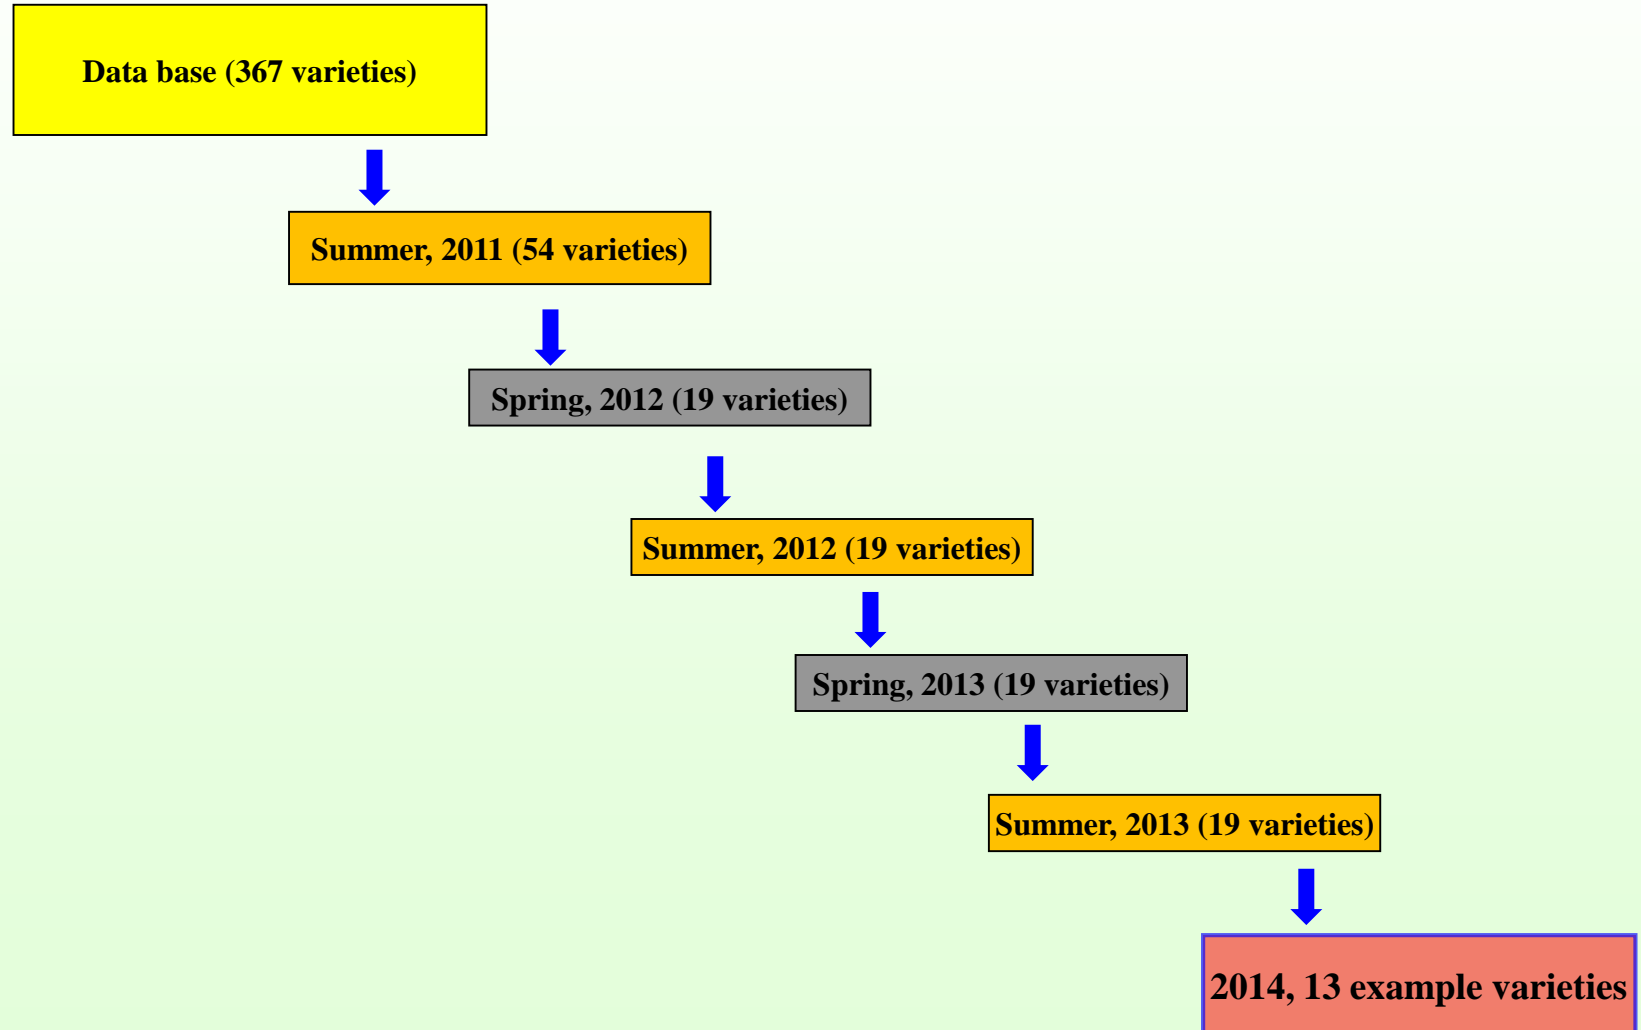 Data base (367 varieties)
Summer, 2011 (54 varieties)
Spring, 2012 (19 varieties)
Summer, 2012 (19 varieties)
Spring, 2013 (19 varieties)
Summer, 2013 (19 varieties)
2014, 13 example varieties